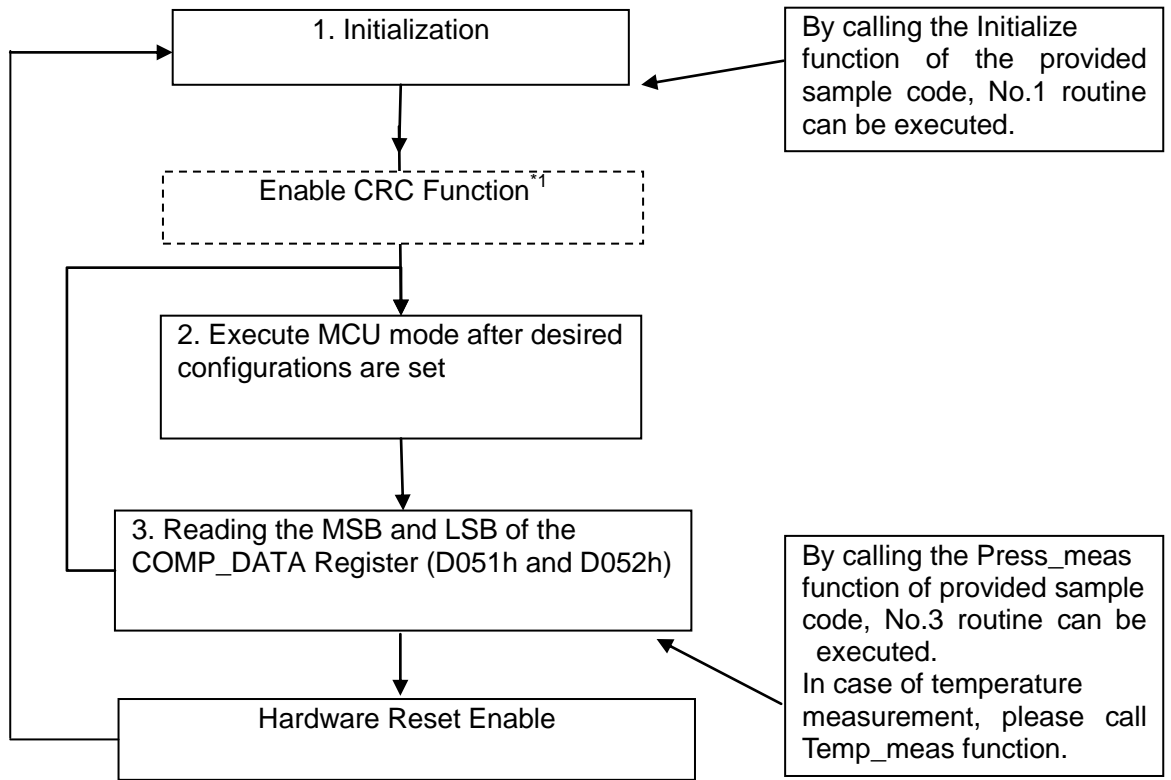 1. Initialization
By calling the Initialize
function of the provided
sample code, No.1 routine
can be executed.
Enable CRC Function*1
2. Execute MCU mode after desired
configurations are set
3. Reading the MSB and LSB of the
COMP_DATA Register (D051h and D052h)
By calling the Press_meas
function of provided sample
code, No.3 routine can be
executed.
In case of temperature
measurement, please call
Temp_meas function.
Hardware Reset Enable